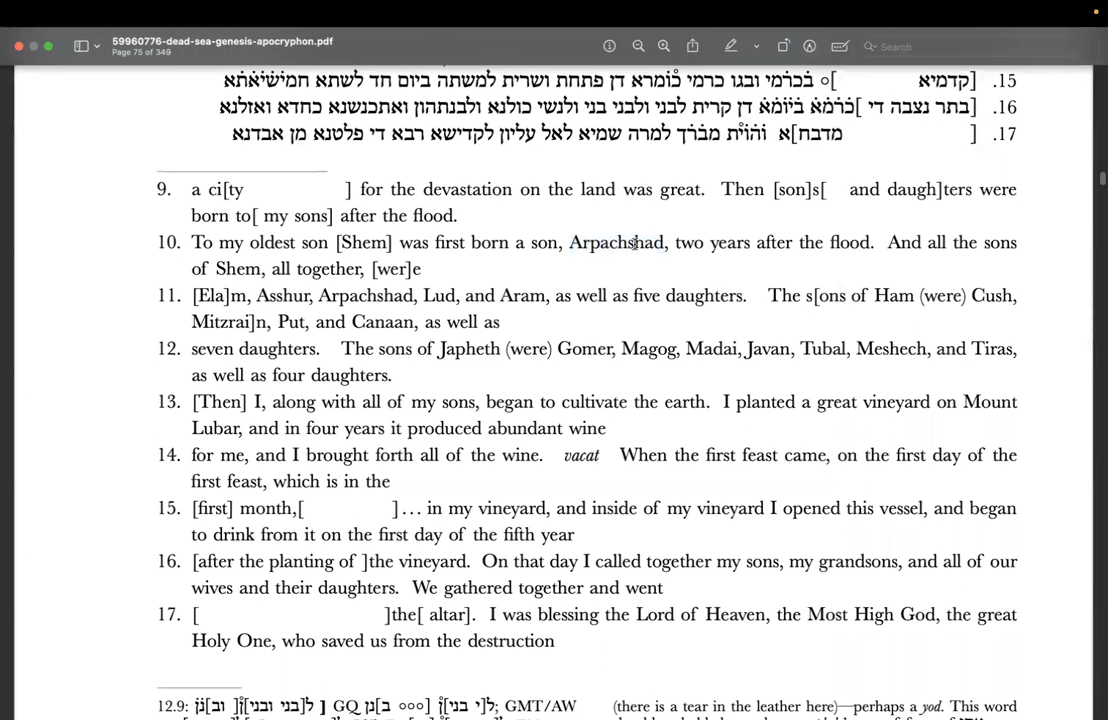 59960776-dead-sea-genesis-apocryphon.pdf
Page 75 of 349
Search
15. [קדמיא ]○ בכרמי ובגו כרמי כומרא דן פתחת ושרית למשתה ביום חד לשתא חמישיאתא
16. [בתר נצבה די ]כרמא ביומא דן קרית לבני ולבני בני ולנשי כולנא ולבנתהון ואתכנשנא כחדא ואזלנא
17. [ מדבח]א והוית מברך למרה שמיא לאל עליון לקדישא רבא די פלטנא מן אבדנא
9. a ci[ty ] for the devastation on the land was great. Then [son]s[ and daugh]ters were
born to[ my sons] after the flood.
10. To my oldest son [Shem] was first born a son, Arpachshad, two years after the flood. And all the sons
of Shem, all together, [wer]e
11. [Ela]m, Asshur, Arpachshad, Lud, and Aram, as well as five daughters. The s[ons of Ham (were) Cush,
Mitzrai]n, Put, and Canaan, as well as
12. seven daughters. The sons of Japheth (were) Gomer, Magog, Madai, Javan, Tubal, Meshech, and Tiras,
as well as four daughters.
13. [Then] I, along with all of my sons, began to cultivate the earth. I planted a great vineyard on Mount
Lubar, and in four years it produced abundant wine
14. for me, and I brought forth all of the wine. vacat When the first feast came, on the first day of the
first feast, which is in the
15. [first] month,[ ]… in my vineyard, and inside of my vineyard I opened this vessel, and began
to drink from it on the first day of the fifth year
16. [after the planting of ]the vineyard. On that day I called together my sons, my grandsons, and all of our
wives and their daughters. We gathered together and went
17. [ ]the[ altar]. I was blessing the Lord of Heaven, the Most High God, the great
Holy One, who saved us from the destruction
12.9: GQ GMT/AW
(there is a tear in the leather here)—perhaps a yod. This word